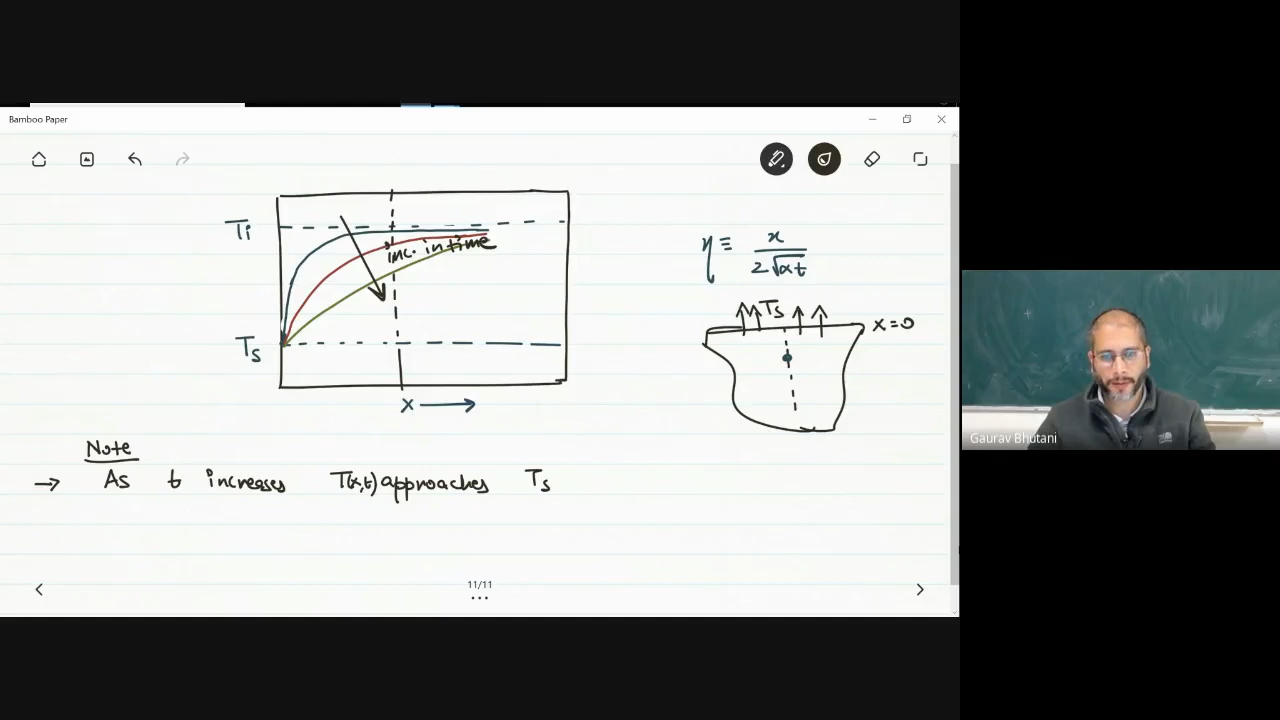 Bamboo Paper
Ti
inc. in time
Ts
x
η ≡ x / 2√αt
Ts
x=0
Note
→ As t increases T(x,t) approaches Ts
11/11
Gaurav Bhutani